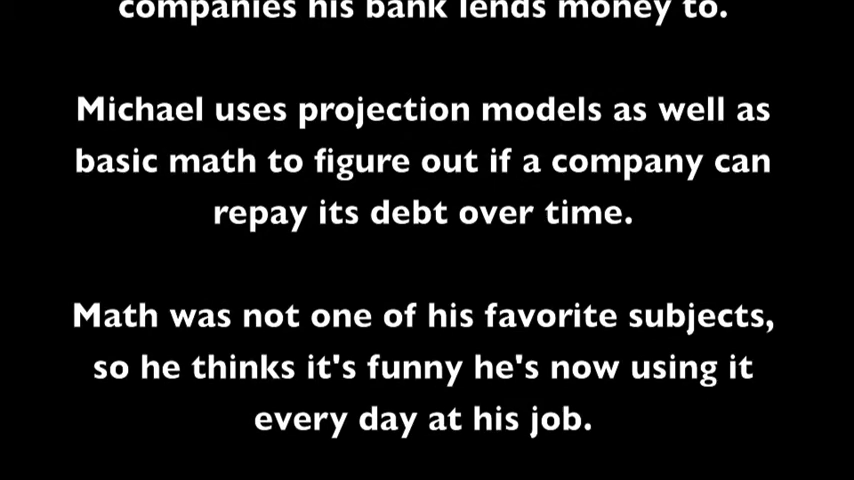 companies his bank lends money to.
Michael uses projection models as well as
basic math to figure out if a company can
repay its debt over time.
Math was not one of his favorite subjects,
so he thinks it's funny he's now using it
every day at his job.